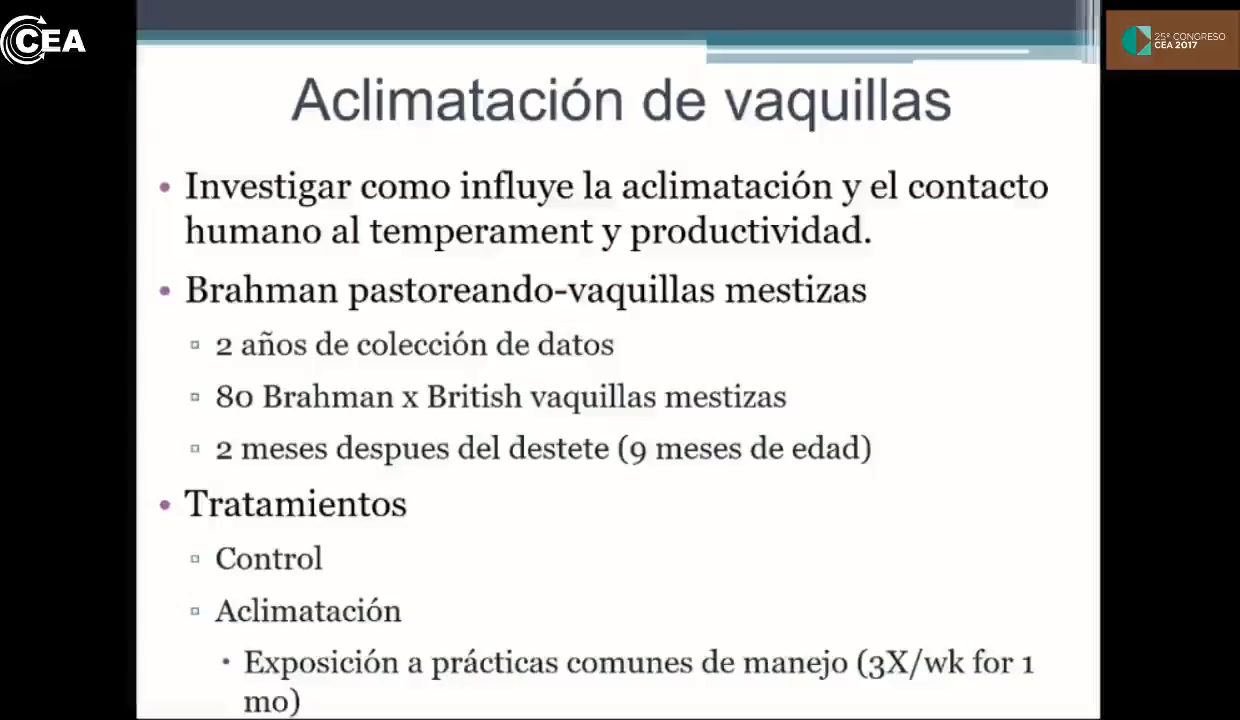 CEA
25º CONGRESO
CEA 2017
Aclimatación de vaquillas
• Investigar como influye la aclimatación y el contacto
humano al temperament y productividad.
• Brahman pastoreando-vaquillas mestizas
▫ 2 años de colección de datos
▫ 80 Brahman x British vaquillas mestizas
▫ 2 meses despues del destete (9 meses de edad)
• Tratamientos
▫ Control
▫ Aclimatación
• Exposición a prácticas comunes de manejo (3X/wk for 1
mo)